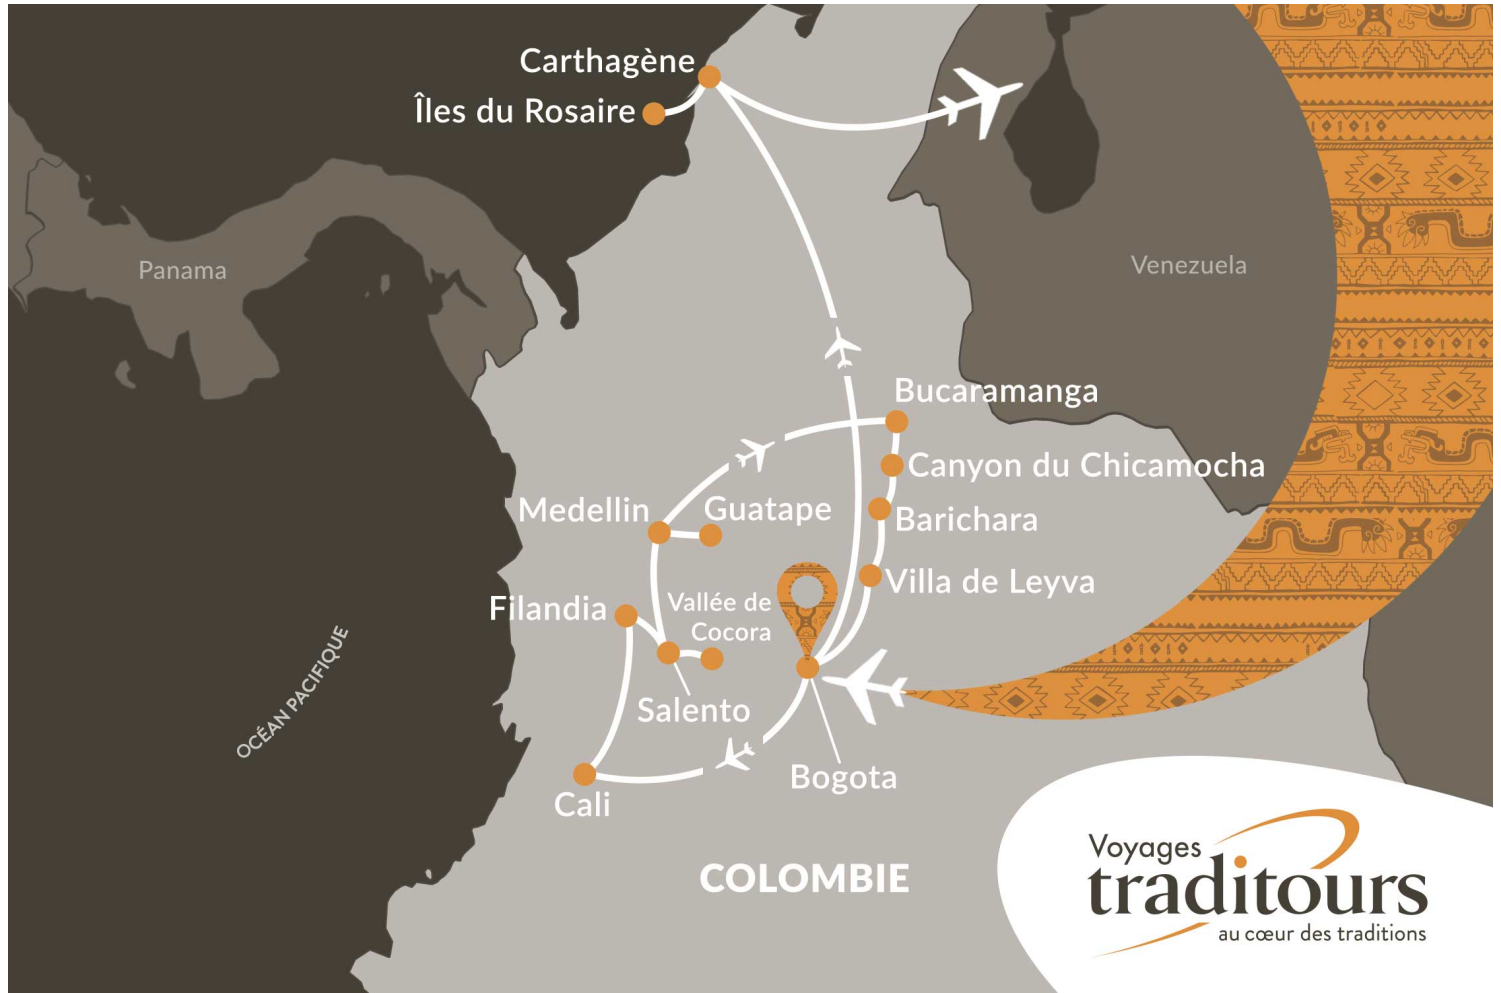 Carthagène
Îles du Rosaire
Panama
Venezuela
Bucaramanga
Canyon du Chicamocha
Medellin
Guatape
Barichara
Villa de Leyva
Filandia
Vallée de
Cocora
Salento
OCÉAN PACIFIQUE
Bogota
Cali
COLOMBIE
Voyages
traditours
au cœur des traditions